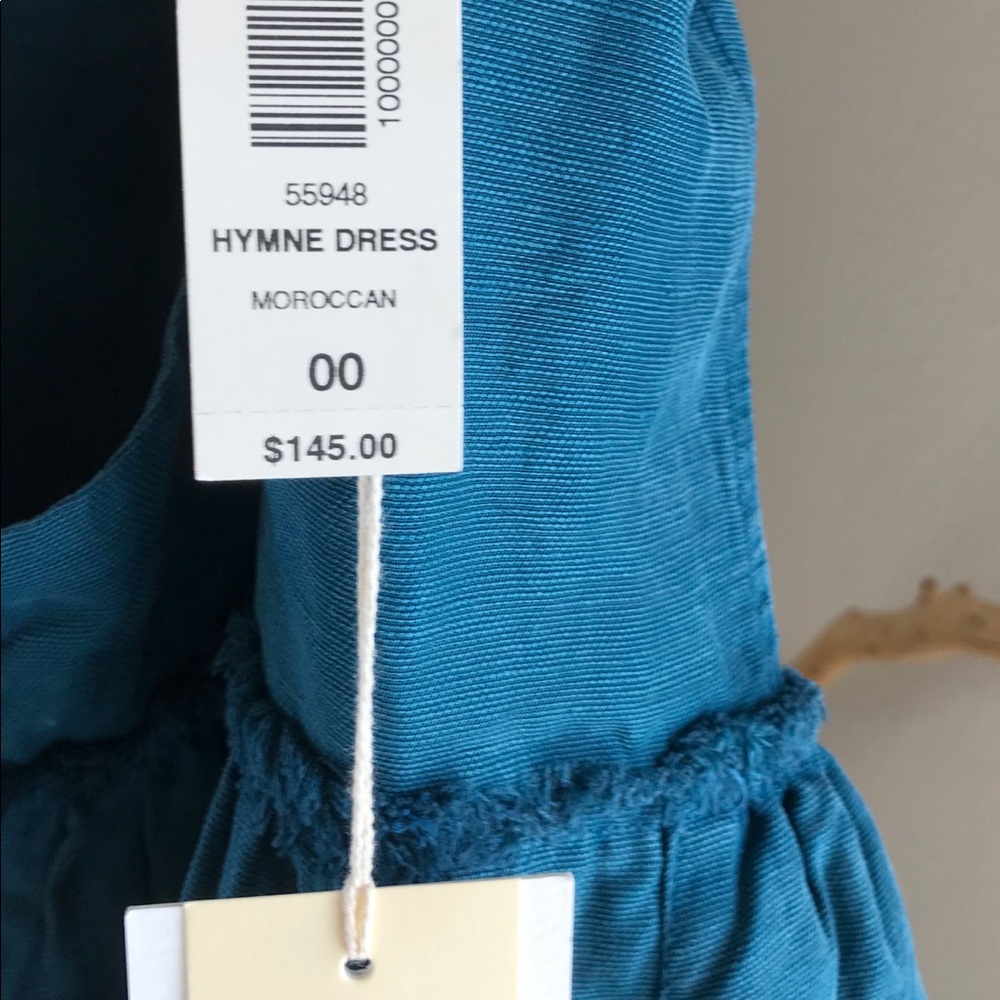 1000000
55948
HYMNE DRESS
MOROCCAN
00
$145.00